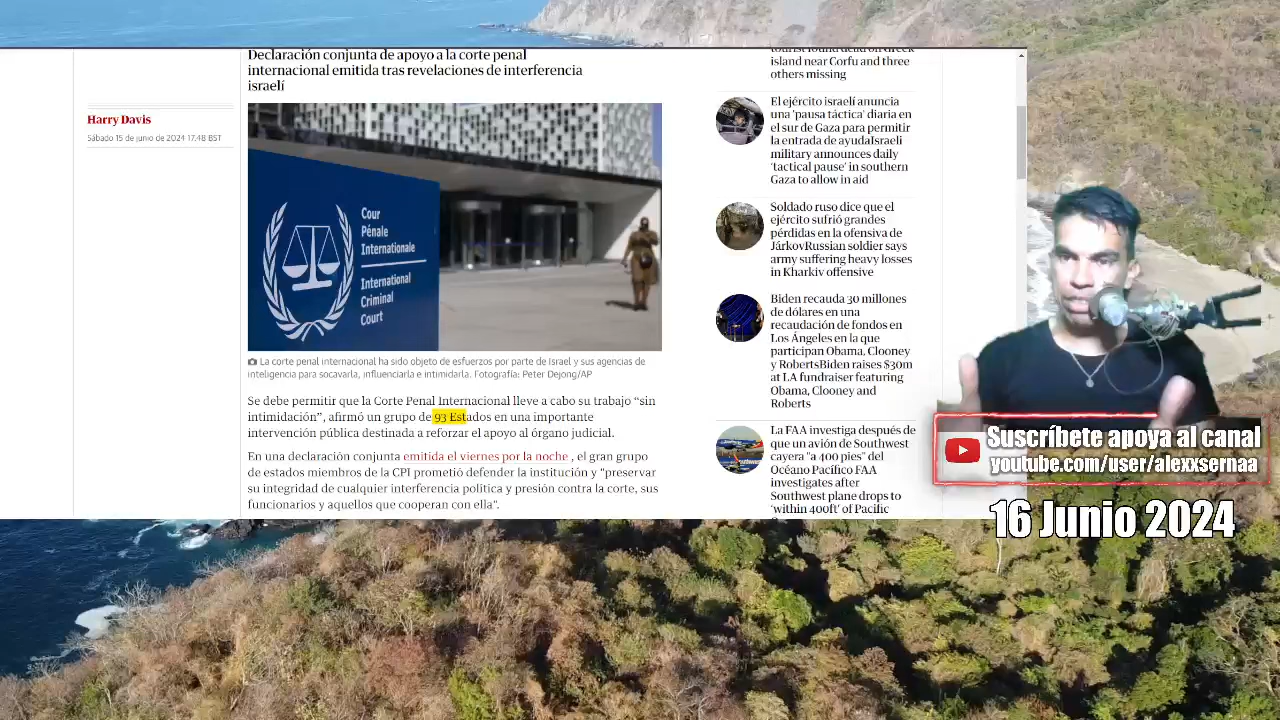 Declaración conjunta de apoyo a la corte penal
internacional emitida tras revelaciones de interferencia
israelí
Harry Davis
Sábado 15 de junio de 2024 17:48 BST
Cour
Pénale
Internationale
International
Criminal
Court
La corte penal internacional ha sido objeto de esfuerzos por parte de Israel y sus agencias de
inteligencia para socavarla, influenciarla e intimidarla. Fotografía: Peter Dejong/AP
Se debe permitir que la Corte Penal Internacional lleve a cabo su trabajo “sin
intimidación”, afirmó un grupo de 93 Estados en una importante
intervención pública destinada a reforzar el apoyo al órgano judicial.
En una declaración conjunta emitida el viernes por la noche , el gran grupo
de estados miembros de la CPI prometió defender la institución y “preservar
su integridad de cualquier interferencia política y presión contra la corte, sus
funcionarios y aquellos que cooperan con ella”.
tourist found dead on Greek
island near Corfu and three
others missing
El ejército israelí anuncia
una 'pausa táctica' diaria en
el sur de Gaza para permitir
la entrada de ayudaIsraeli
military announces daily
‘tactical pause’ in southern
Gaza to allow in aid
Soldado ruso dice que el
ejército sufrió grandes
pérdidas en la ofensiva de
JárkovRussian soldier says
army suffering heavy losses
in Kharkiv offensive
Biden recauda 30 millones
de dólares en una
recaudación de fondos en
Los Ángeles en la que
participan Obama, Clooney
y RobertsBiden raises $30m
at LA fundraiser featuring
Obama, Clooney and
Roberts
La FAA investiga después de
que un avión de Southwest
cayera "a 400 pies" del
Océano Pacífico FAA
investigates after
Southwest plane drops to
‘within 400ft’ of Pacific
Suscríbete apoya al canal
youtube.com/user/alexxsernaa
16 Junio 2024